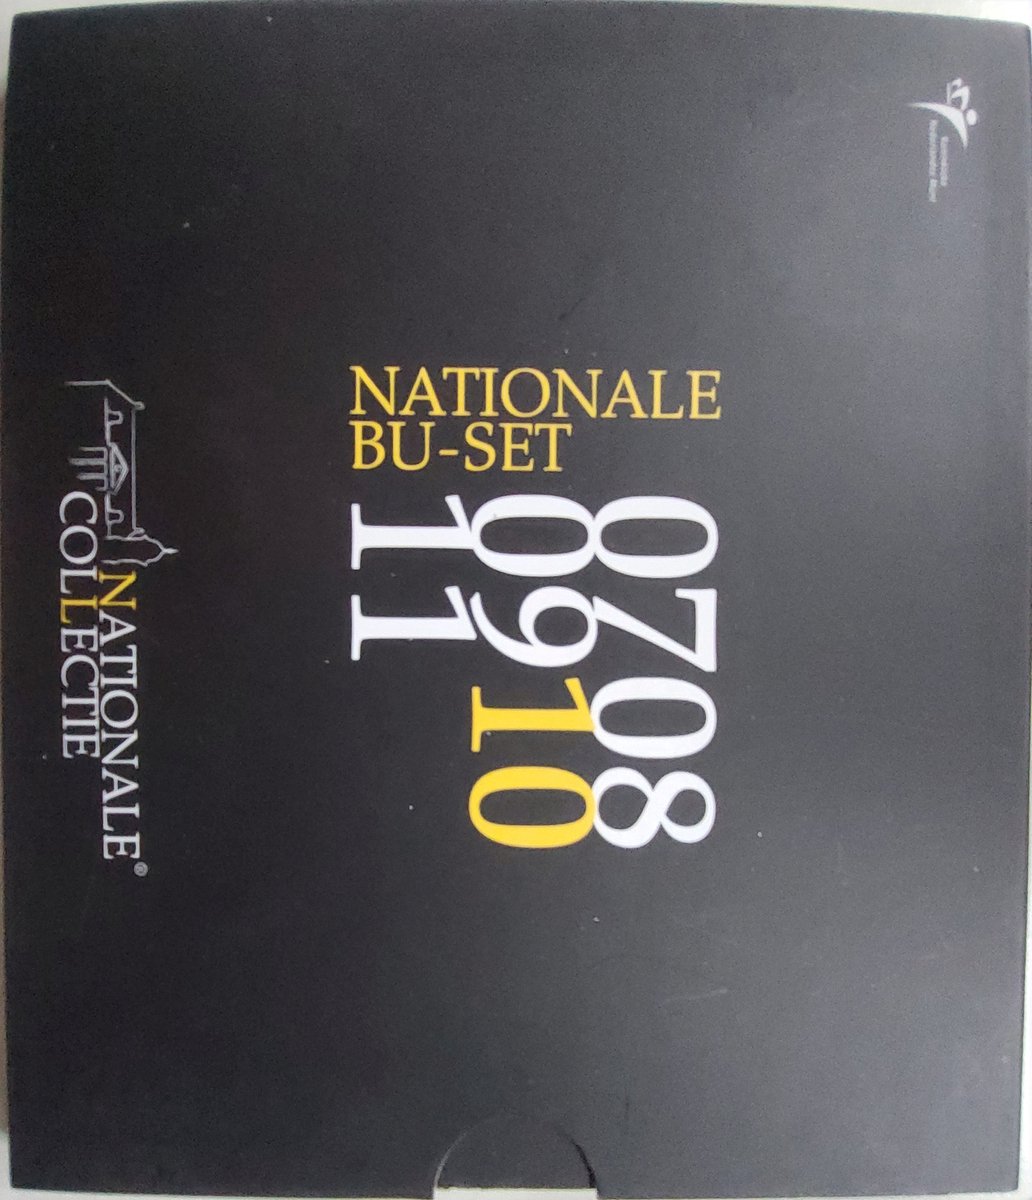 NATIONALE
BU-SET
0708
0910
11
NATIONALE®
COLLECTIE